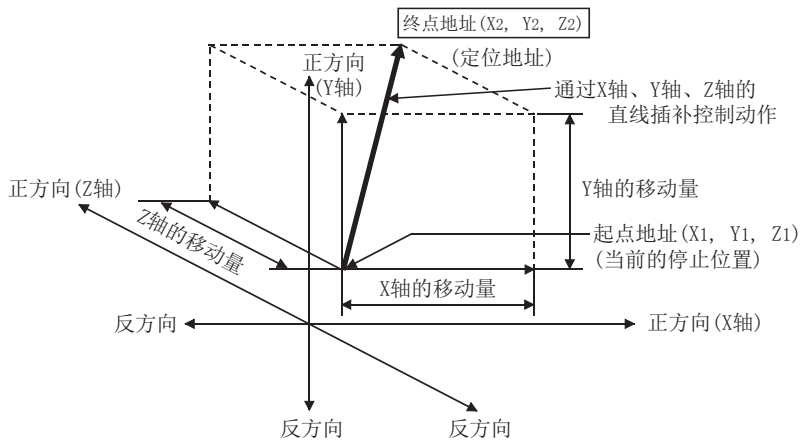 终点地址(X2, Y2, Z2)
(定位地址)
正方向
(Y轴)
通过X轴、Y轴、Z轴的
直线插补控制动作
正方向(Z轴)
Z轴的移动量
Y轴的移动量
起点地址(X1, Y1, Z1)
(当前的停止位置)
X轴的移动量
反方向
正方向(X轴)
反方向
反方向